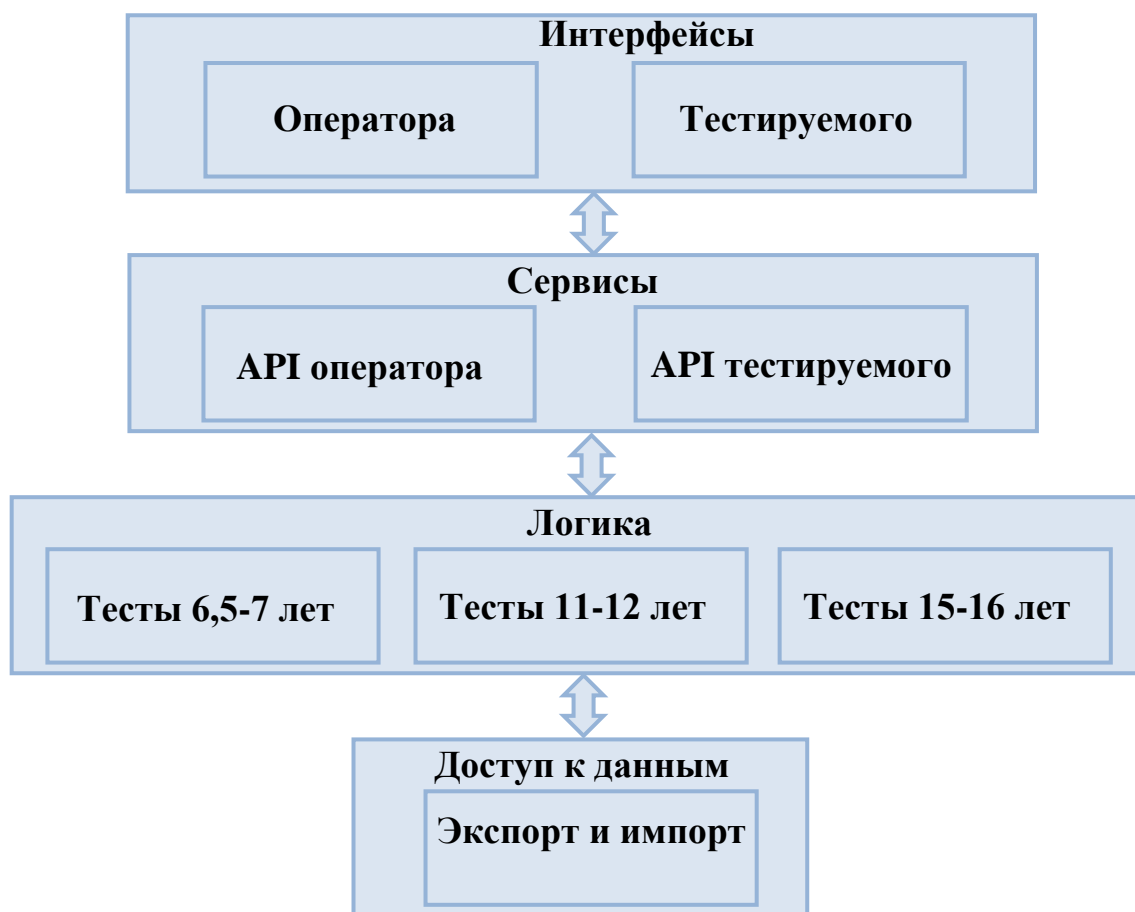 Интерфейсы
Оператора
Тестируемого
Сервисы
API оператора
API тестируемого
Логика
Тесты 6,5-7 лет
Тесты 11-12 лет
Тесты 15-16 лет
Доступ к данным
Экспорт и импорт